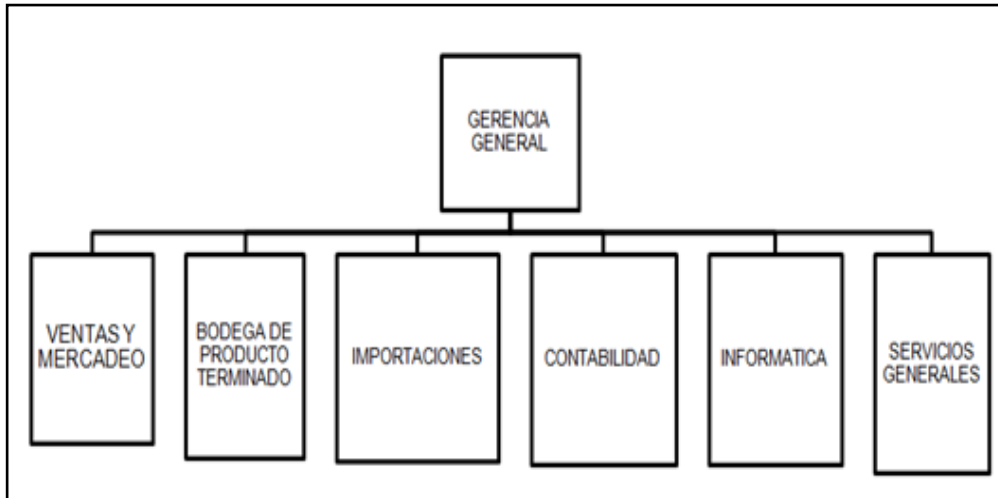 GERENCIA
GENERAL
VENTAS Y
MERCADEO
BODEGA DE
PRODUCTO
TERMINADO
IMPORTACIONES
CONTABILIDAD
INFORMATICA
SERVICIOS
GENERALES